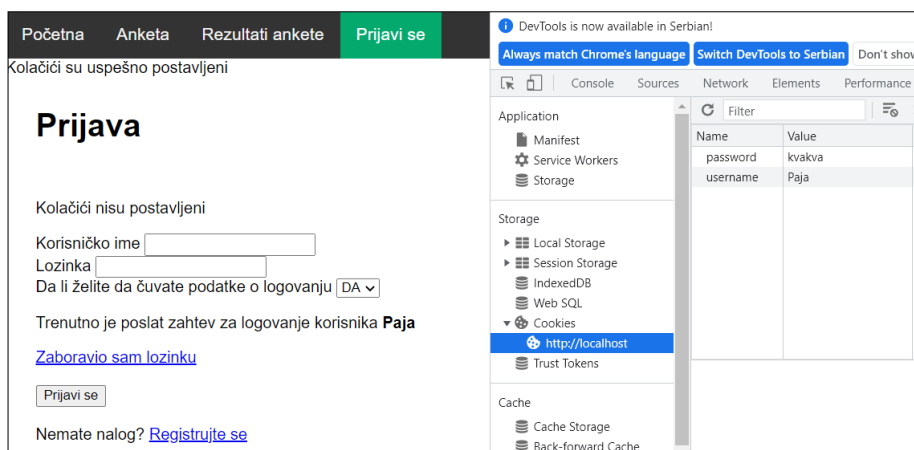 Početna Anketa Rezultati ankete Prijavi se
Kolačići su uspešno postavljeni
Prijava
Kolačići nisu postavljeni
Korisničko ime
Lozinka
Da li želite da čuvate podatke o logovanju DA
Trenutno je poslat zahtev za logovanje korisnika Paja
Zaboravio sam lozinku
Prijavi se
Nemate nalog? Registrujte se
DevTools is now available in Serbian!
Always match Chrome's language Switch DevTools to Serbian Don't show
Console Sources Network Elements Performance
Application
Manifest
Service Workers
Storage
Storage
Local Storage
Session Storage
IndexedDB
Web SQL
Cookies
http://localhost
Trust Tokens
Cache
Cache Storage
Back-forward Cache
Filter
Name Value
password kvakva
username Paja